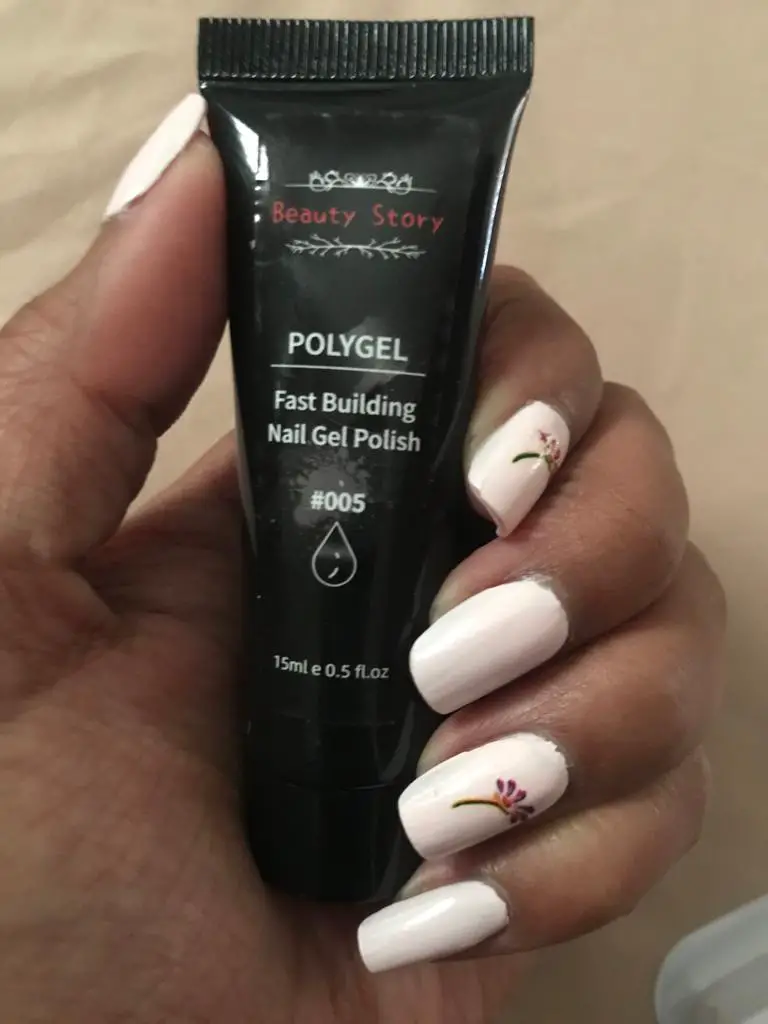 Beauty Story
POLYGEL
Fast Building
Nail Gel Polish
#005
15ml e 0.5 fl.oz